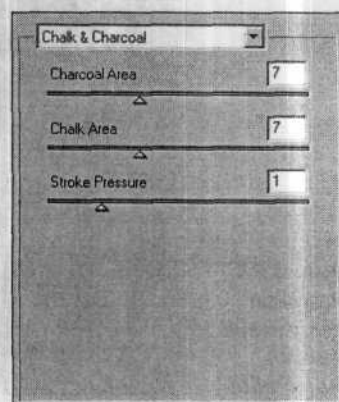 Chalk & Charcoal
Charcoal Area 7
Chalk Area 7
Stroke Pressure 1